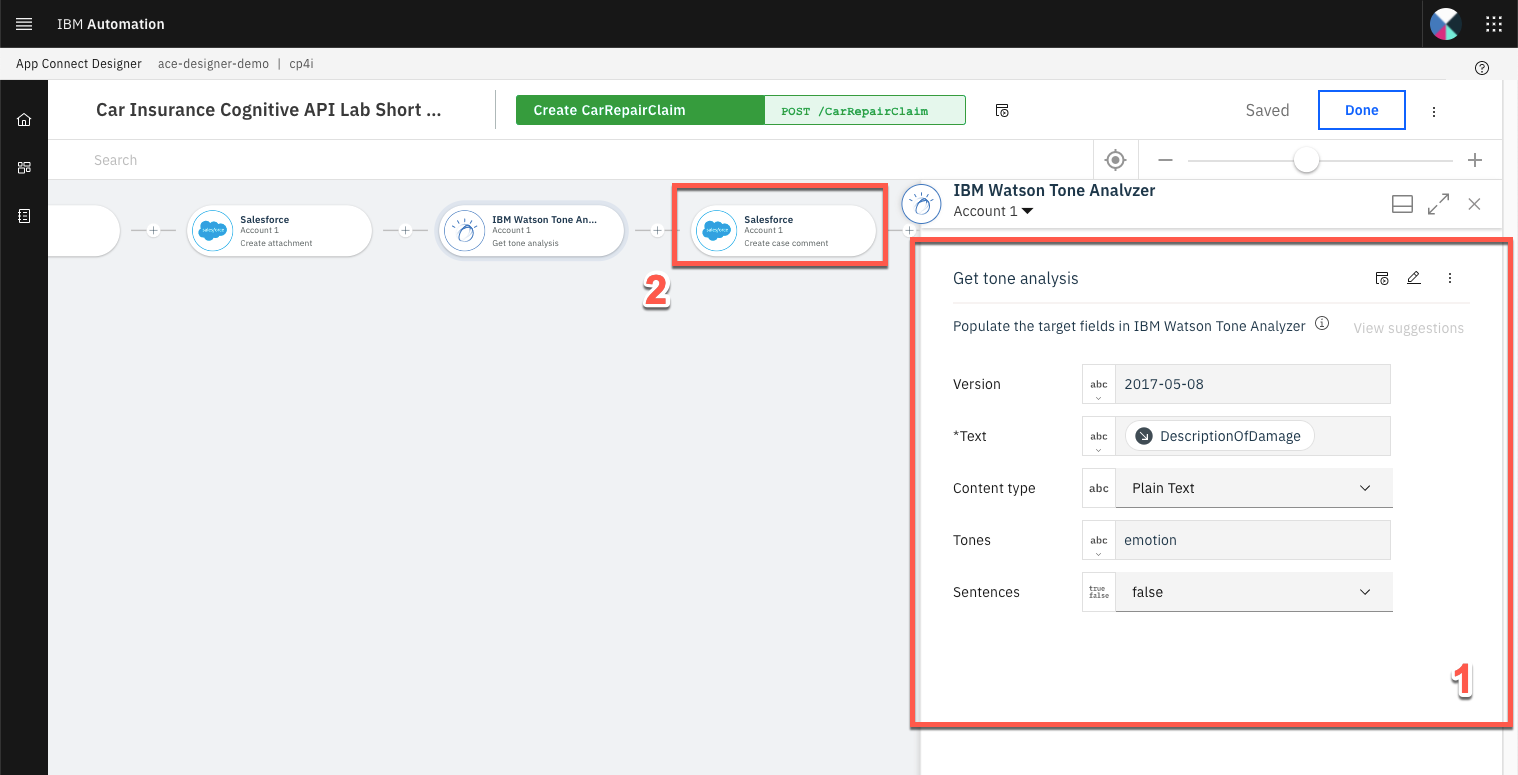 IBM Automation
App Connect Designer ace-designer-demo | cp4i
Car Insurance Cognitive API Lab Short ...
Create CarRepairClaim
POST /CarRepairClaim
Saved
Done
Search
Salesforce
Account 1
Create attachment
IBM Watson Tone An...
Account 1
Get tone analysis
Salesforce
Account 1
Create case comment
2
IBM Watson Tone Analyzer
Account 1
Get tone analysis
Populate the target fields in IBM Watson Tone Analyzer
View suggestions
Version abc 2017-05-08
*Text abc DescriptionOfDamage
Content type abc Plain Text
Tones abc emotion
Sentences true false false
1